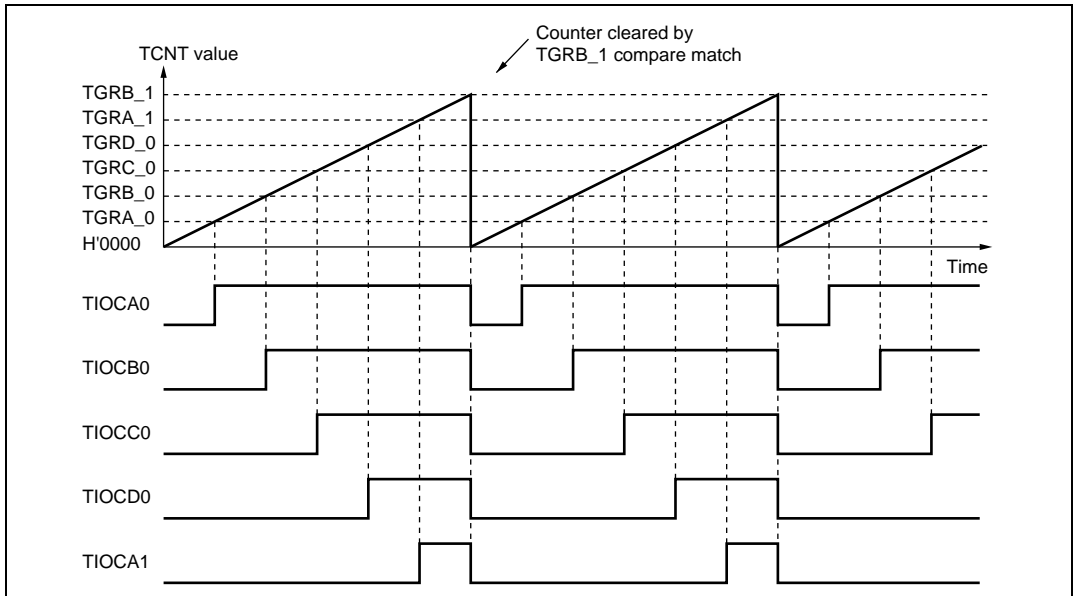 Counter cleared by
TGRB_1 compare match
TCNT value
TGRB_1
TGRA_1
TGRD_0
TGRC_0
TGRB_0
TGRA_0
H'0000
Time
TIOCA0
TIOCB0
TIOCC0
TIOCD0
TIOCA1